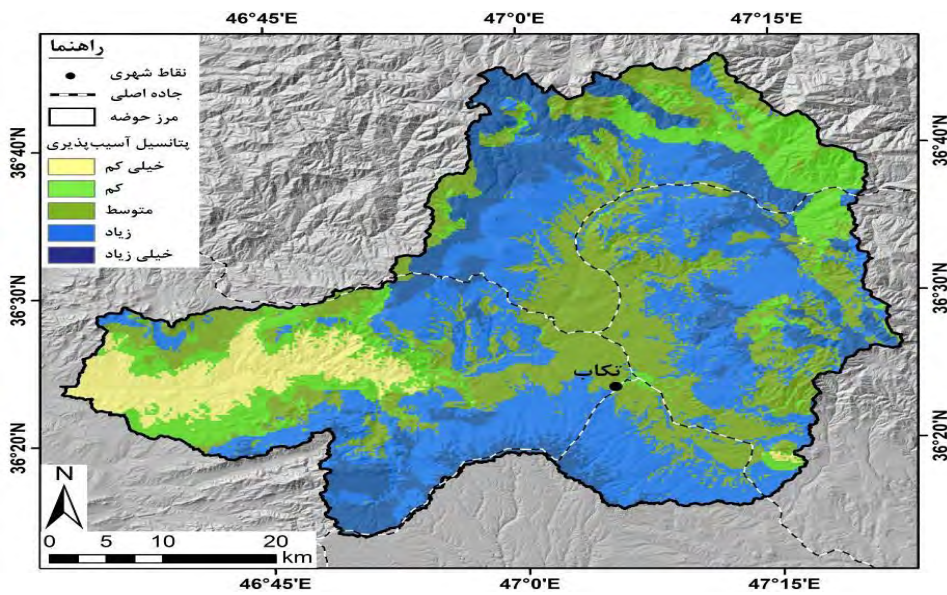 46°45'E 47°0'E 47°15'E
راهنما
نقاط شهری
جاده اصلی
مرز حوضه
پتانسیل آسیب‌پذیری
خیلی کم
کم
متوسط
زیاد
خیلی زیاد
36°40'N 36°40'N
36°30'N 36°30'N
تکاب
36°20'N 36°20'N
N
0 5 10 20
km
46°45'E 47°0'E 47°15'E